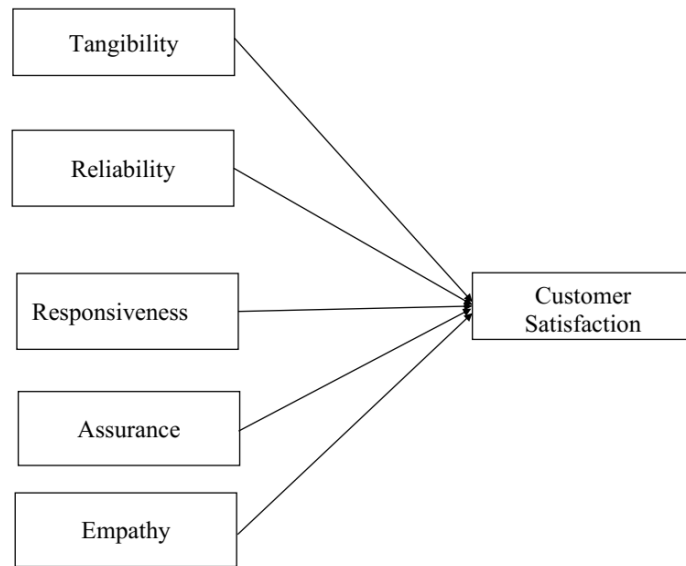 Tangibility
Reliability
Responsiveness
Assurance
Empathy
Customer
Satisfaction